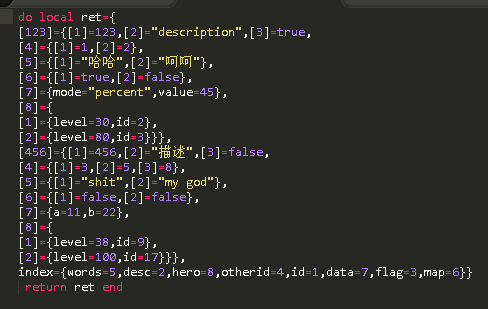 do local ret={
[123]={[1]=123,[2]="description",[3]=true,
[4]={[1]=1,[2]=2},
[5]={[1]="哈哈",[2]="呵呵"},
[6]={[1]=true,[2]=false},
[7]={mode="percent",value=45},
[8]={
[1]={level=30,id=2},
[2]={level=80,id=3}}},
[456]={[1]=456,[2]="描述",[3]=false,
[4]={[1]=3,[2]=5,[3]=8},
[5]={[1]="shit",[2]="my god"},
[6]={[1]=false,[2]=false},
[7]={a=11,b=22},
[8]={
[1]={level=38,id=9},
[2]={level=100,id=17}}},
index={words=5,desc=2,hero=8,otherid=4,id=1,data=7,flag=3,map=6}}
return ret end